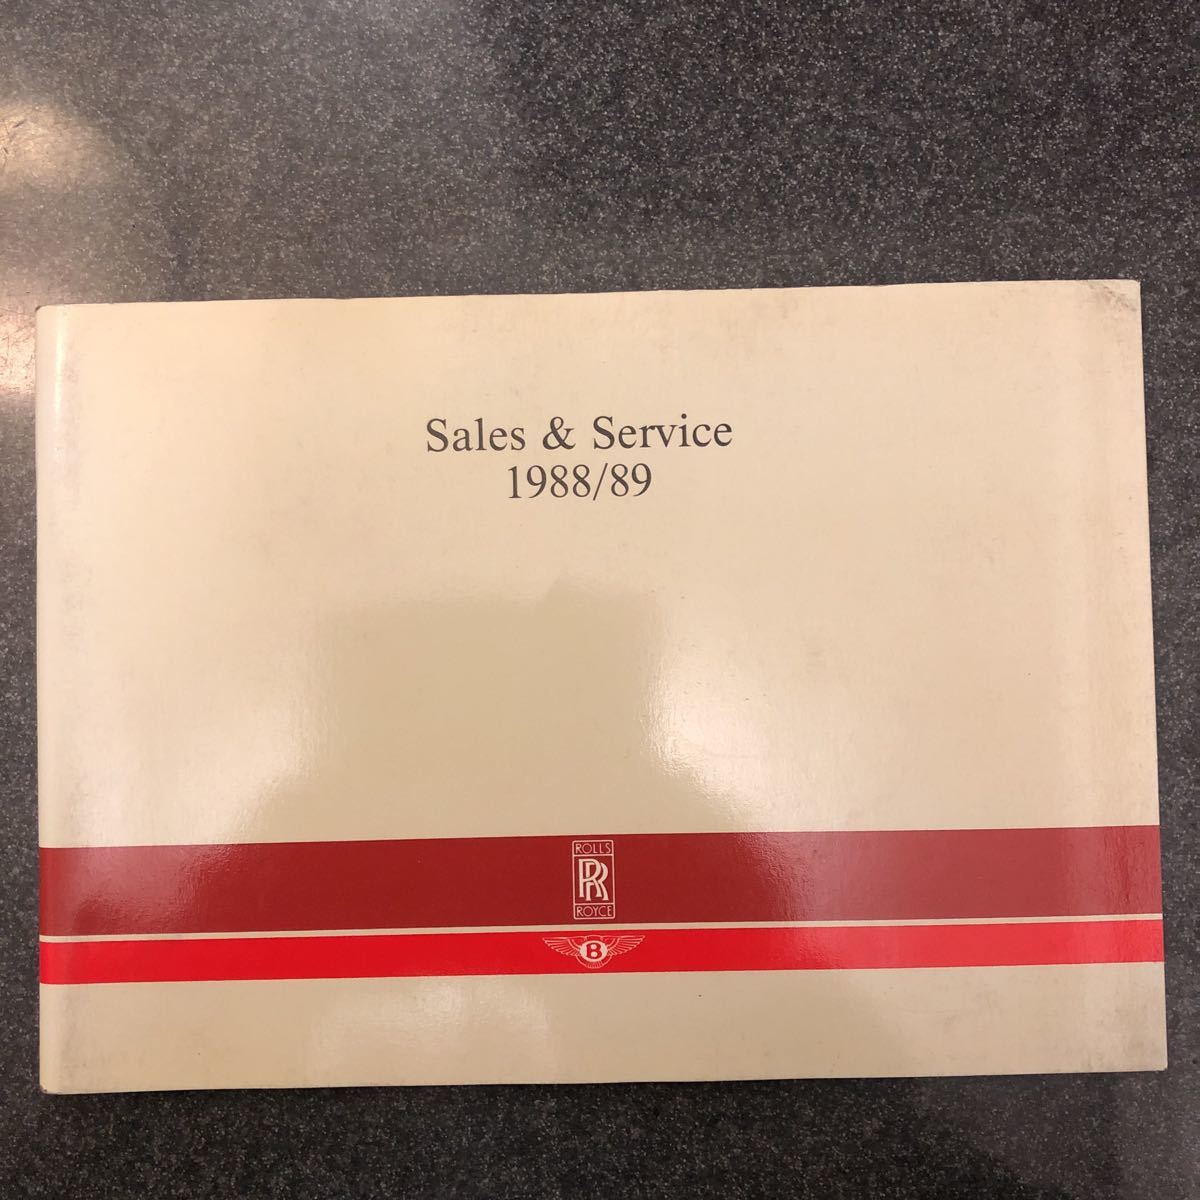 Sales & Service
1988/89
ROLLS
RR
ROYCE
B